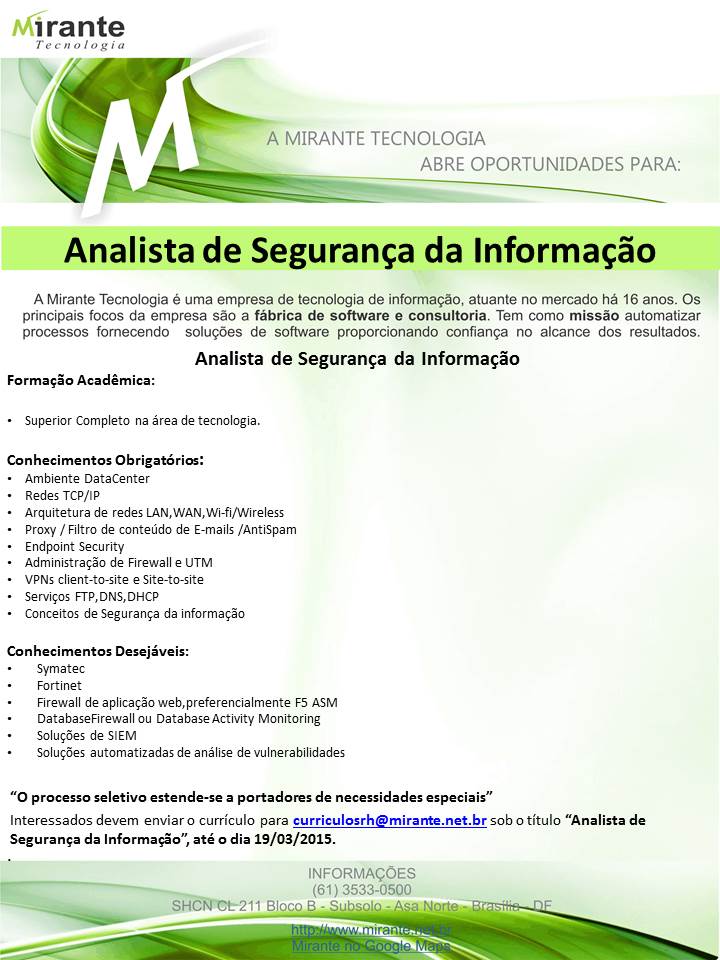 Mirante
Tecnologia
M
A MIRANTE TECNOLOGIA
ABRE OPORTUNIDADES PARA:
Analista de Segurança da Informação
A Mirante Tecnologia é uma empresa de tecnologia de informação, atuante no mercado há 16 anos. Os
principais focos da empresa são a fábrica de software e consultoria. Tem como missão automatizar
processos fornecendo soluções de software proporcionando confiança no alcance dos resultados.
Analista de Segurança da Informação
Formação Acadêmica:
• Superior Completo na área de tecnologia.
Conhecimentos Obrigatórios:
• Ambiente DataCenter
• Redes TCP/IP
• Arquitetura de redes LAN,WAN,Wi-fi/Wireless
• Proxy / Filtro de conteúdo de E-mails /AntiSpam
• Endpoint Security
• Administração de Firewall e UTM
• VPNs client-to-site e Site-to-site
• Serviços FTP,DNS,DHCP
• Conceitos de Segurança da informação
Conhecimentos Desejáveis:
• Symatec
• Fortinet
• Firewall de aplicação web,preferencialmente F5 ASM
• DatabaseFirewall ou Database Activity Monitoring
• Soluções de SIEM
• Soluções automatizadas de análise de vulnerabilidades
“O processo seletivo estende-se a portadores de necessidades especiais”
Interessados devem enviar o currículo para curriculosrh@mirante.net.br sob o título “Analista de
Segurança da Informação”, até o dia 19/03/2015.
.
INFORMAÇÕES
(61) 3533-0500
SHCN CL 211 Bloco B - Subsolo - Asa Norte - Brasília - DF
http://www.mirante.net.br
Mirante no Google Maps